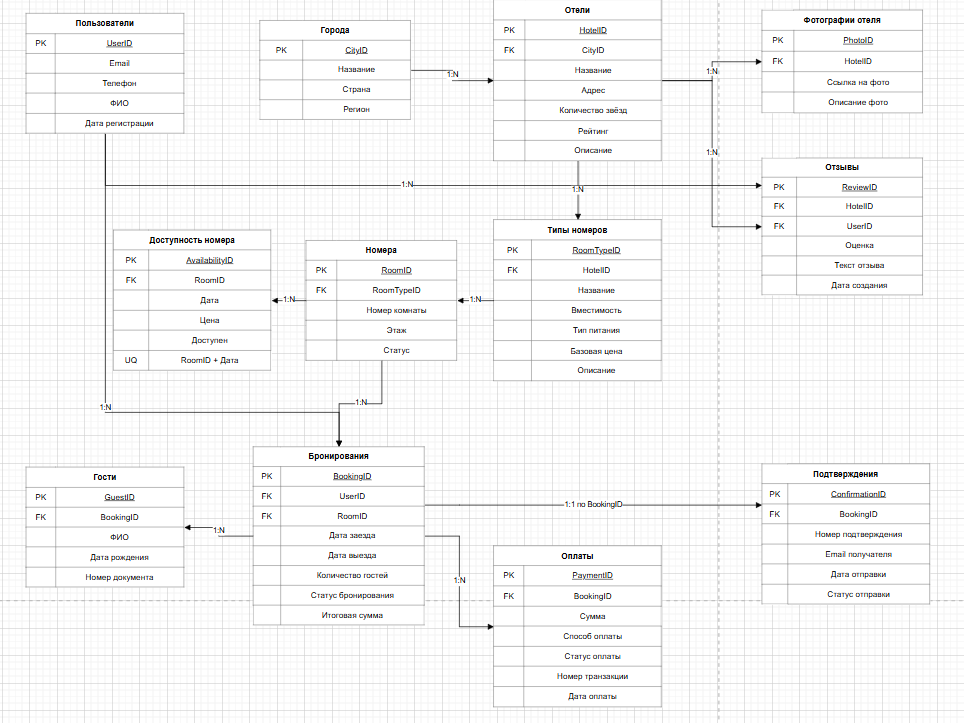 Пользователи
PK UserID
Email
Телефон
ФИО
Дата регистрации
Города
PK CityID
Название
Страна
Регион
1:N
Отели
PK HotelID
FK CityID
Название
Адрес
Количество звёзд
Рейтинг
Описание
1:N
1:N
Фотографии отеля
PK PhotoID
FK HotelID
Ссылка на фото
Описание фото
1:N
1:N
Отзывы
PK ReviewID
FK HotelID
FK UserID
Оценка
Текст отзыва
Дата создания
Доступность номера
PK AvailabilityID
FK RoomID
Дата
Цена
Доступен
UQ RoomID + Дата
1:N
Номера
PK RoomID
FK RoomTypeID
Номер комнаты
Этаж
Статус
1:N
Типы номеров
PK RoomTypeID
FK HotelID
Название
Вместимость
Тип питания
Базовая цена
Описание
1:N
1:N
Гости
PK GuestID
FK BookingID
ФИО
Дата рождения
Номер документа
1:N
Бронирования
PK BookingID
FK UserID
FK RoomID
Дата заезда
Дата выезда
Количество гостей
Статус бронирования
Итоговая сумма
1:1 по BookingID
1:N
Оплаты
PK PaymentID
FK BookingID
Сумма
Способ оплаты
Статус оплаты
Номер транзакции
Дата оплаты
Подтверждения
PK ConfirmationID
FK BookingID
Номер подтверждения
Email получателя
Дата отправки
Статус отправки